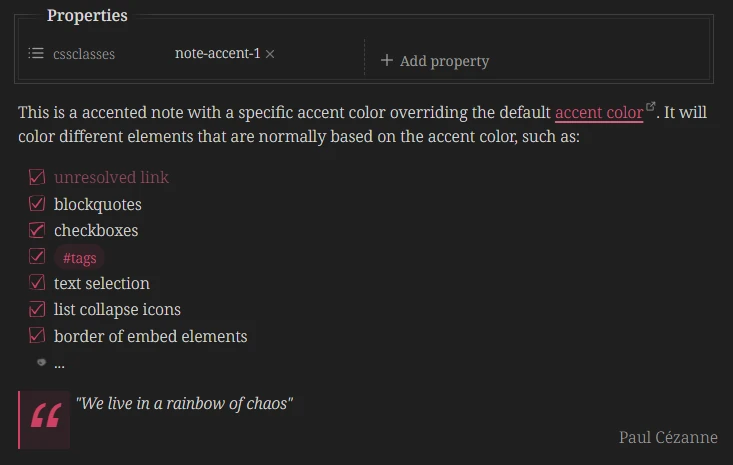 Properties
cssclasses note-accent-1 × + Add property
This is a accented note with a specific accent color overriding the default accent color. It will
color different elements that are normally based on the accent color, such as:
unresolved link
blockquotes
checkboxes
#tags
text selection
list collapse icons
border of embed elements
...
"We live in a rainbow of chaos"
Paul Cézanne